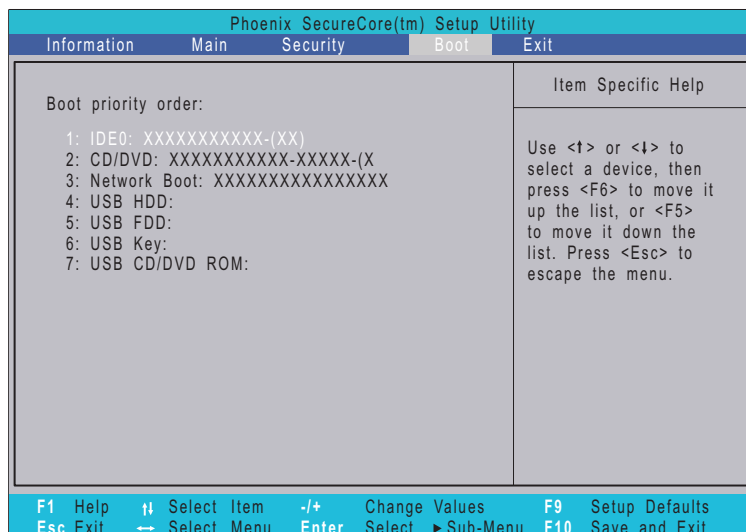 Phoenix SecureCore(tm) Setup Utility
Information Main Security Boot Exit
Boot priority order:
1: IDE0: XXXXXXXXXXX-(XX)
2: CD/DVD: XXXXXXXXXXX-XXXXX-(X
3: Network Boot: XXXXXXXXXXXXXXXX
4: USB HDD:
5: USB FDD:
6: USB Key:
7: USB CD/DVD ROM:
Item Specific Help
Use <↑> or <↓> to
select a device, then
press <F6> to move it
up the list, or <F5>
to move it down the
list. Press <Esc> to
escape the menu.
F1 Help ↑↓ Select Item -/+ Change Values F9 Setup Defaults
Esc Exit ↔ Select Menu Enter Select ▶Sub-Menu F10 Save and Exit